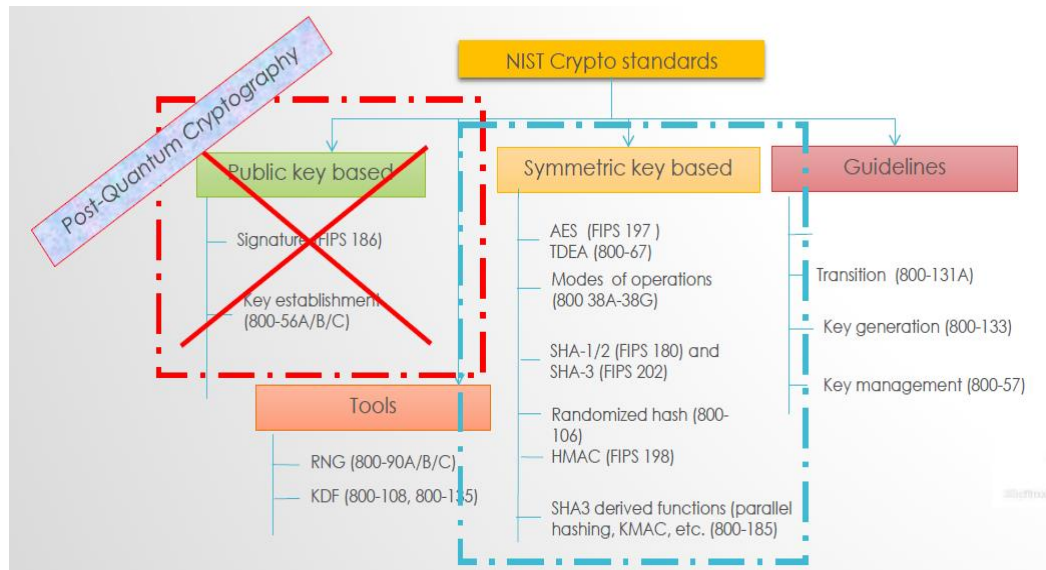 Post-Quantum Cryptography
NIST Crypto standards
Public key based
Signature (FIPS 186)
Key establishment
(800-56A/B/C)
Symmetric key based
AES (FIPS 197 )
TDEA (800-67)
Modes of operations
(800 38A-38G)
SHA-1/2 (FIPS 180) and
SHA-3 (FIPS 202)
Randomized hash (800-
106)
HMAC (FIPS 198)
SHA3 derived functions (parallel
hashing, KMAC, etc. (800-185)
Guidelines
Transition (800-131A)
Key generation (800-133)
Key management (800-57)
Tools
RNG (800-90A/B/C)
KDF (800-108, 800-135)